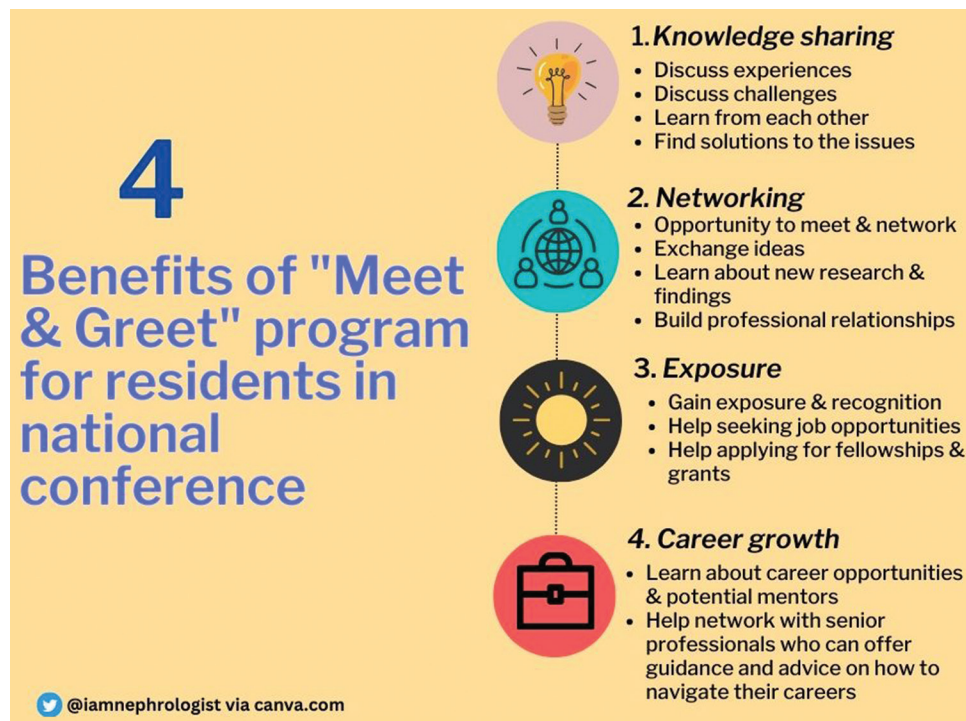 4
Benefits of "Meet
& Greet" program
for residents in
national
conference
1.Knowledge sharing
• Discuss experiences
• Discuss challenges
• Learn from each other
• Find solutions to the issues
2. Networking
• Opportunity to meet & network
• Exchange ideas
• Learn about new research &
findings
• Build professional relationships
3. Exposure
• Gain exposure & recognition
• Help seeking job opportunities
• Help applying for fellowships &
grants
4. Career growth
• Learn about career opportunities
& potential mentors
• Help network with senior
professionals who can offer
guidance and advice on how to
navigate their careers
@iamnephrologist via canva.com